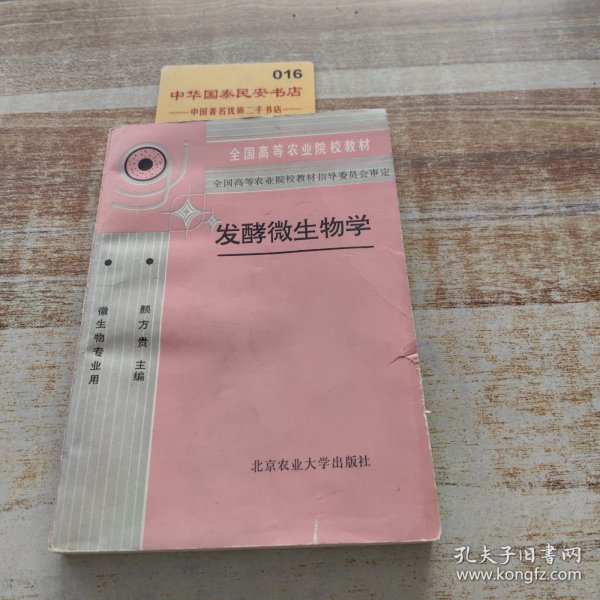 016
中华国泰民安书店
中国著名优质二手书店
全国高等农业院校教材
全国高等农业院校教材指导委员会审定
发酵微生物学
颜方贵 主编
微生物专业用
北京农业大学出版社
孔夫子旧书网
www.kongfz.com